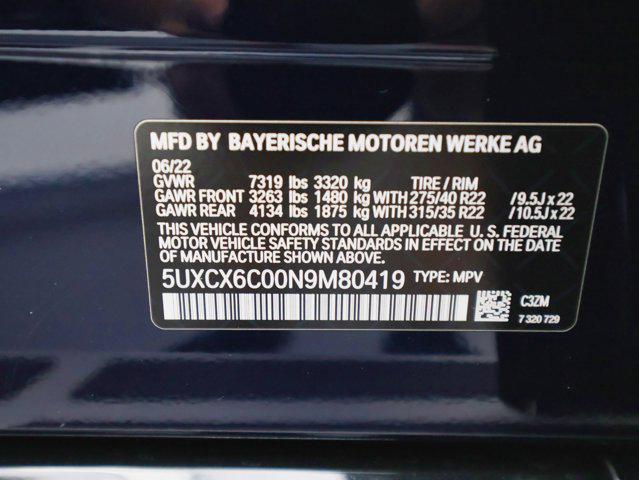 MFD BY BAYERISCHE MOTOREN WERKE AG
06/22
GVWR 7319 lbs 3320 kg TIRE / RIM
GAWR FRONT 3263 lbs 1480 kg WITH 275/40 R22 /9.5J x 22
GAWR REAR 4134 lbs 1875 kg WITH 315/35 R22 /10.5J x 22
THIS VEHICLE CONFORMS TO ALL APPLICABLE U. S. FEDERAL
MOTOR VEHICLE SAFETY STANDARDS IN EFFECT ON THE DATE
OF MANUFACTURE SHOWN ABOVE.
5UXCX6C00N9M80419 TYPE: MPV
C3ZM
7 320 729